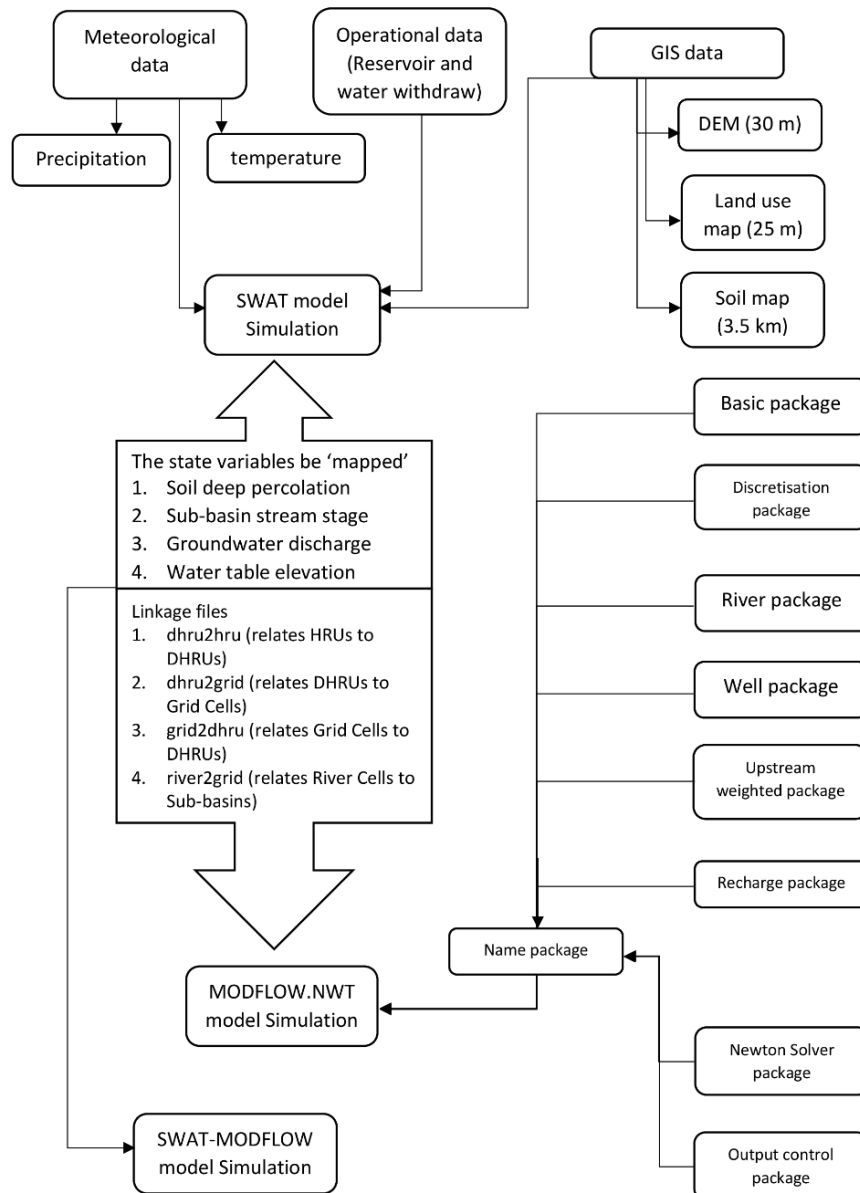 Meteorological
data
Operational data
(Reservoir and
water withdraw)
GIS data
Precipitation
temperature
DEM (30 m)
Land use
map (25 m)
Soil map
(3.5 km)
SWAT model
Simulation
The state variables be ‘mapped’
1. Soil deep percolation
2. Sub-basin stream stage
3. Groundwater discharge
4. Water table elevation
Linkage files
1. dhru2hru (relates HRUs to
DHRUs)
2. dhru2grid (relates DHRUs to
Grid Cells)
3. grid2dhru (relates Grid Cells to
DHRUs)
4. river2grid (relates River Cells to
Sub-basins)
Basic package
Discretisation
package
River package
Well package
Upstream
weighted package
Recharge package
Name package
MODFLOW.NWT
model Simulation
Newton Solver
package
SWAT-MODFLOW
model Simulation
Output control
package